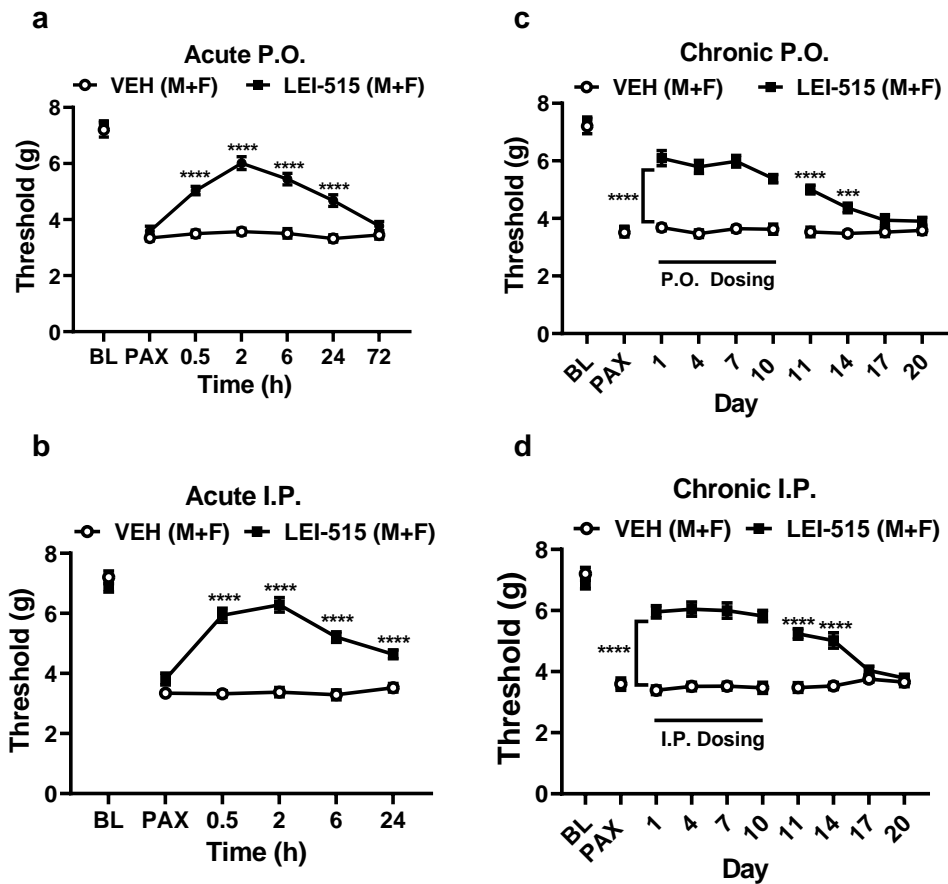 a
Acute P.O.
VEH (M+F) LEI-515 (M+F)
Threshold (g)
8
6
4
2
0
**** **** **** ****
BL PAX 0.5 2 6 24 72
Time (h)
c
Chronic P.O.
VEH (M+F) LEI-515 (M+F)
Threshold (g)
8
6
4
2
0
****
**** ***
P.O. Dosing
BL PAX 1 4 7 10 11 14 17 20
Day
b
Acute I.P.
VEH (M+F) LEI-515 (M+F)
Threshold (g)
8
6
4
2
0
**** **** **** ****
BL PAX 0.5 2 6 24
Time (h)
d
Chronic I.P.
VEH (M+F) LEI-515 (M+F)
Threshold (g)
8
6
4
2
0
****
**** ****
I.P. Dosing
BL PAX 1 4 7 10 11 14 17 20
Day